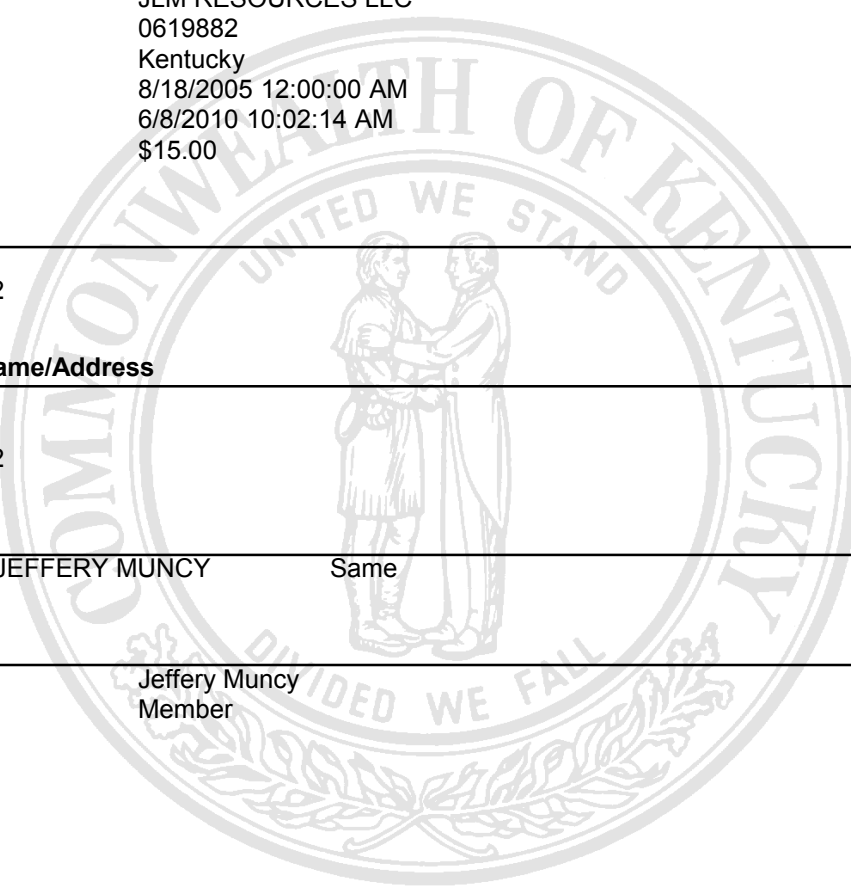 JLM RESOURCES LLC
0619882
Kentucky
8/18/2005 12:00:00 AM
6/8/2010 10:02:14 AM
$15.00
COMMONWEALTH OF KENTUCKY
UNITED WE STAND
2
ame/Address
2
JEFFERY MUNCY Same
DIVIDED WE FALL
Jeffery Muncy
Member